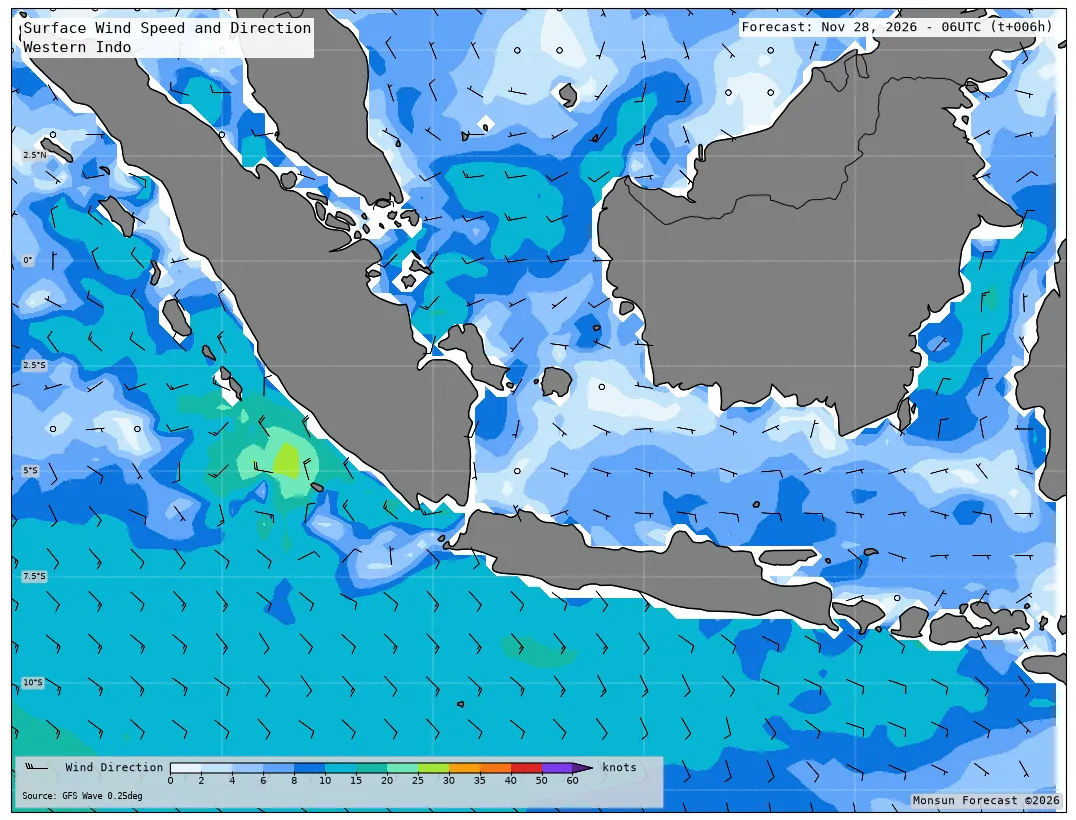 Surface Wind Speed and Direction
Western Indo
Forecast: Nov 28, 2026 - 06UTC (t+006h)
2.5°N
0°
2.5°S
5°S
7.5°S
10°S
Wind Direction
knots
0 2 4 6 8 10 15 20 25 30 35 40 50 60
Source: GFS Wave 0.25deg
Monsun Forecast ©2026